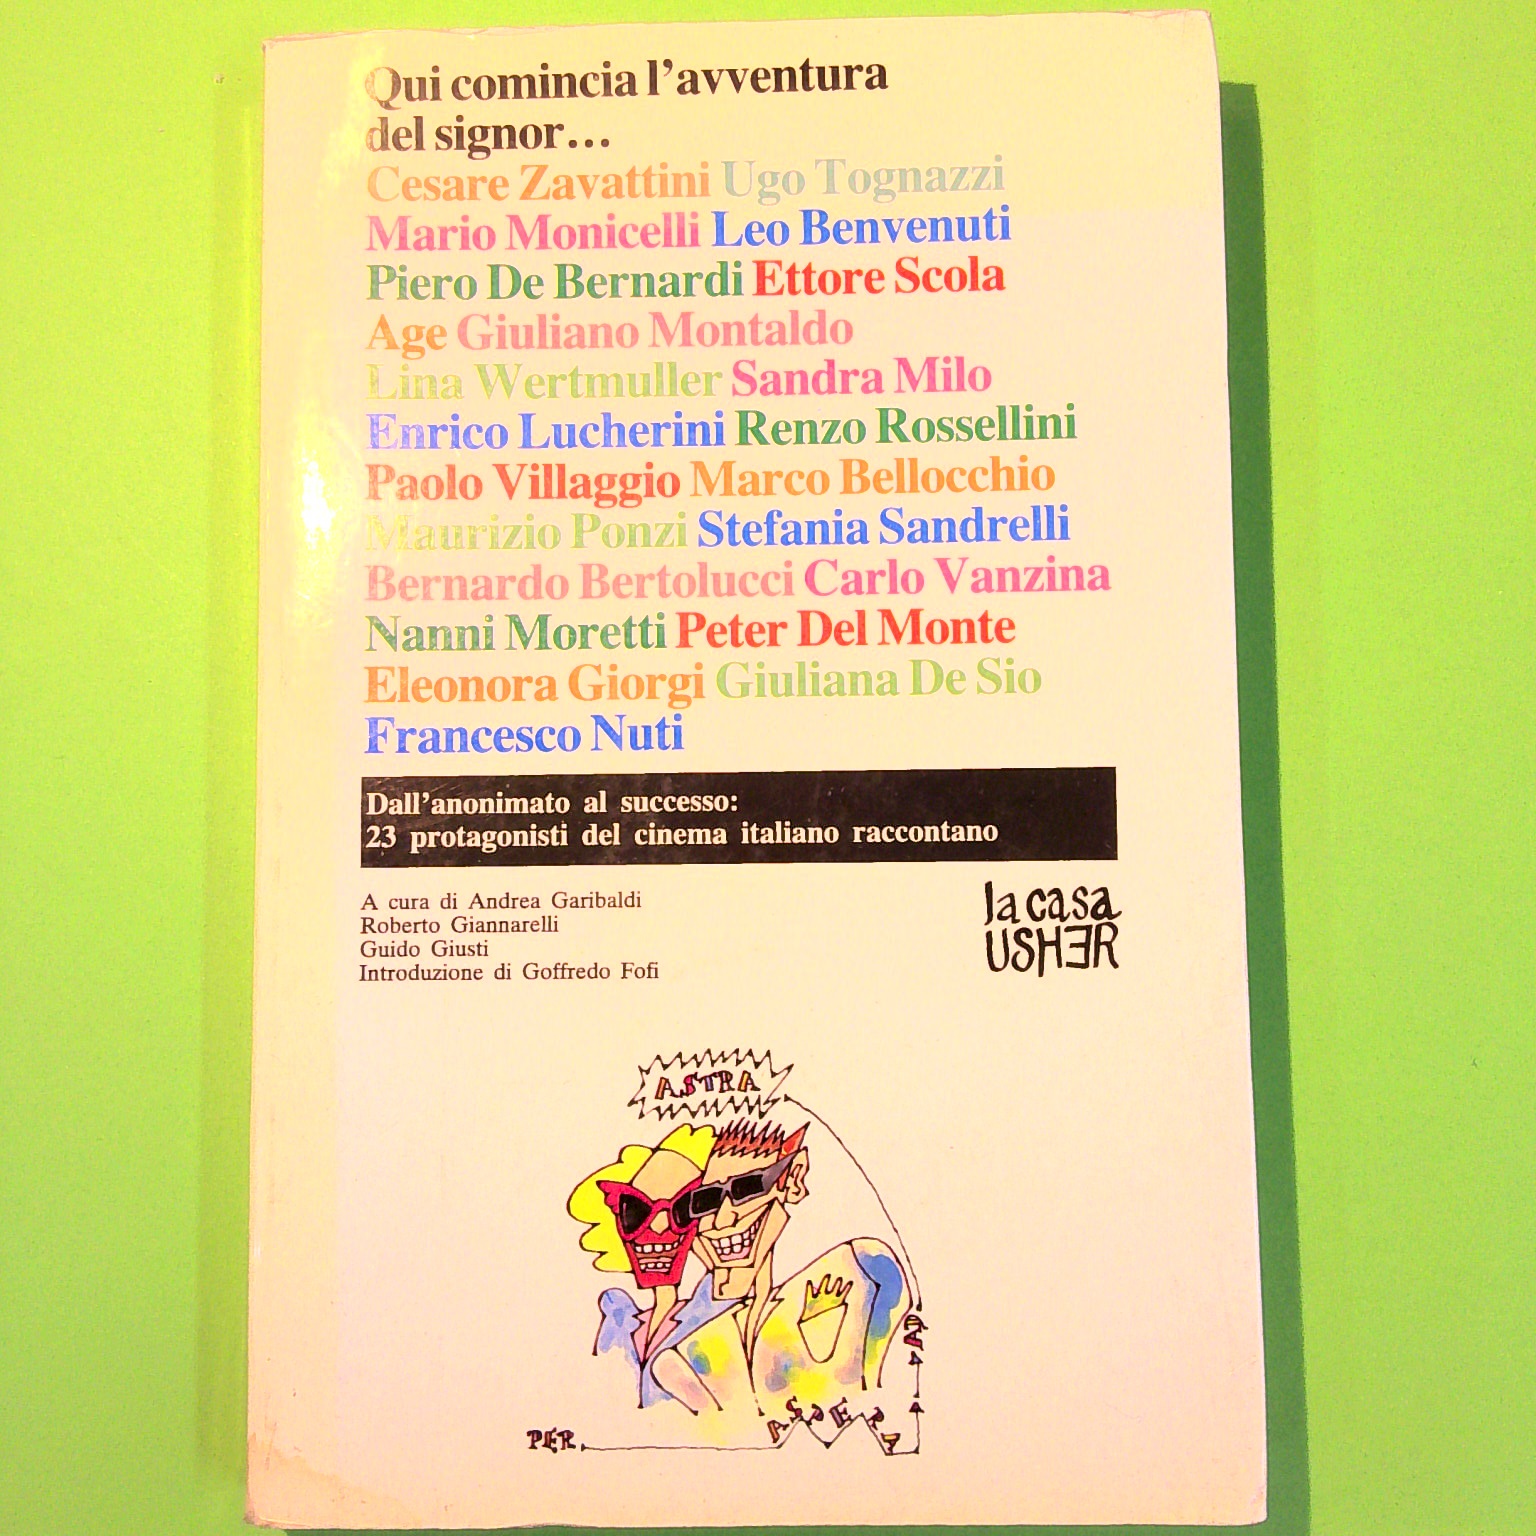 Qui comincia l'avventura
del signor...
Cesare Zavattini Ugo Tognazzi
Mario Monicelli Leo Benvenuti
Piero De Bernardi Ettore Scola
Age Giuliano Montaldo
Lina Wertmuller Sandra Milo
Enrico Lucherini Renzo Rossellini
Paolo Villaggio Marco Bellocchio
Maurizio Ponzi Stefania Sandrelli
Bernardo Bertolucci Carlo Vanzina
Nanni Moretti Peter Del Monte
Eleonora Giorgi Giuliana De Sio
Francesco Nuti
Dall'anonimato al successo:
23 protagonisti del cinema italiano raccontano
A cura di Andrea Garibaldi
Roberto Giannarelli
Guido Giusti
Introduzione di Goffredo Fofi
la casa
USHER
ASTRA
PER
ASPERA
AD